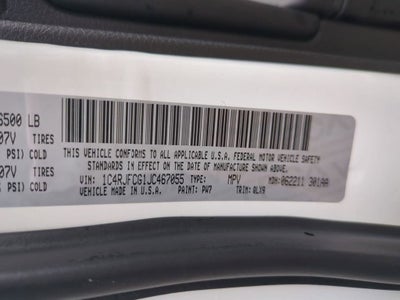 6500 LB
07V TIRES
PSI) COLD
07V TIRES
PSI) COLD
THIS VEHICLE CONFORMS TO ALL APPLICABLE U.S.A. FEDERAL MOTOR VEHICLE SAFETY
STANDARDS IN EFFECT ON THE DATE OF MANUFACTURE SHOWN ABOVE.
VIN: 1C4RJFCG1JC467055 TYPE: MPV MDH: 062211 301AA
VEHICLE MADE IN U.S.A. PAINT: PW7 TRIM: QLX9